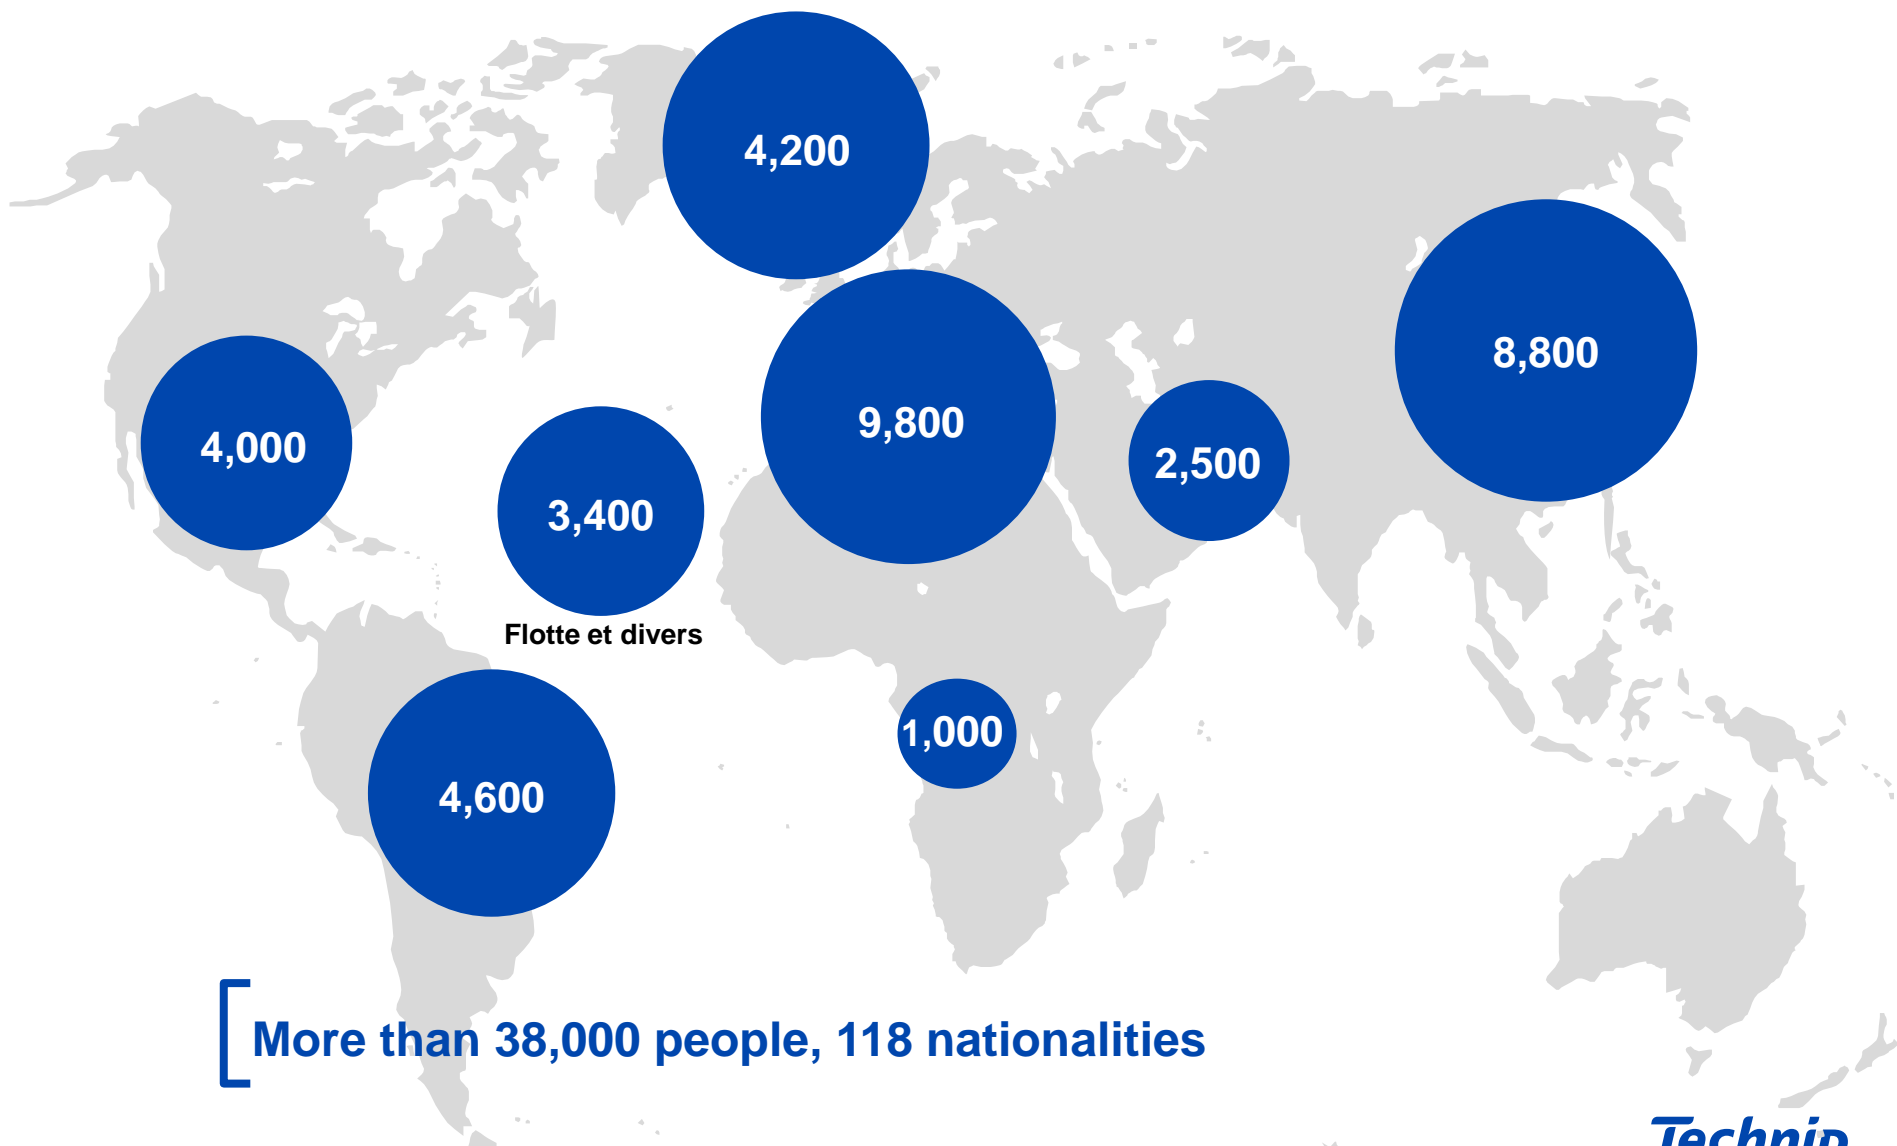 4,200
8,800
9,800
4,000
2,500
3,400
Flotte et divers
1,000
4,600
More than 38,000 people, 118 nationalities
Technip